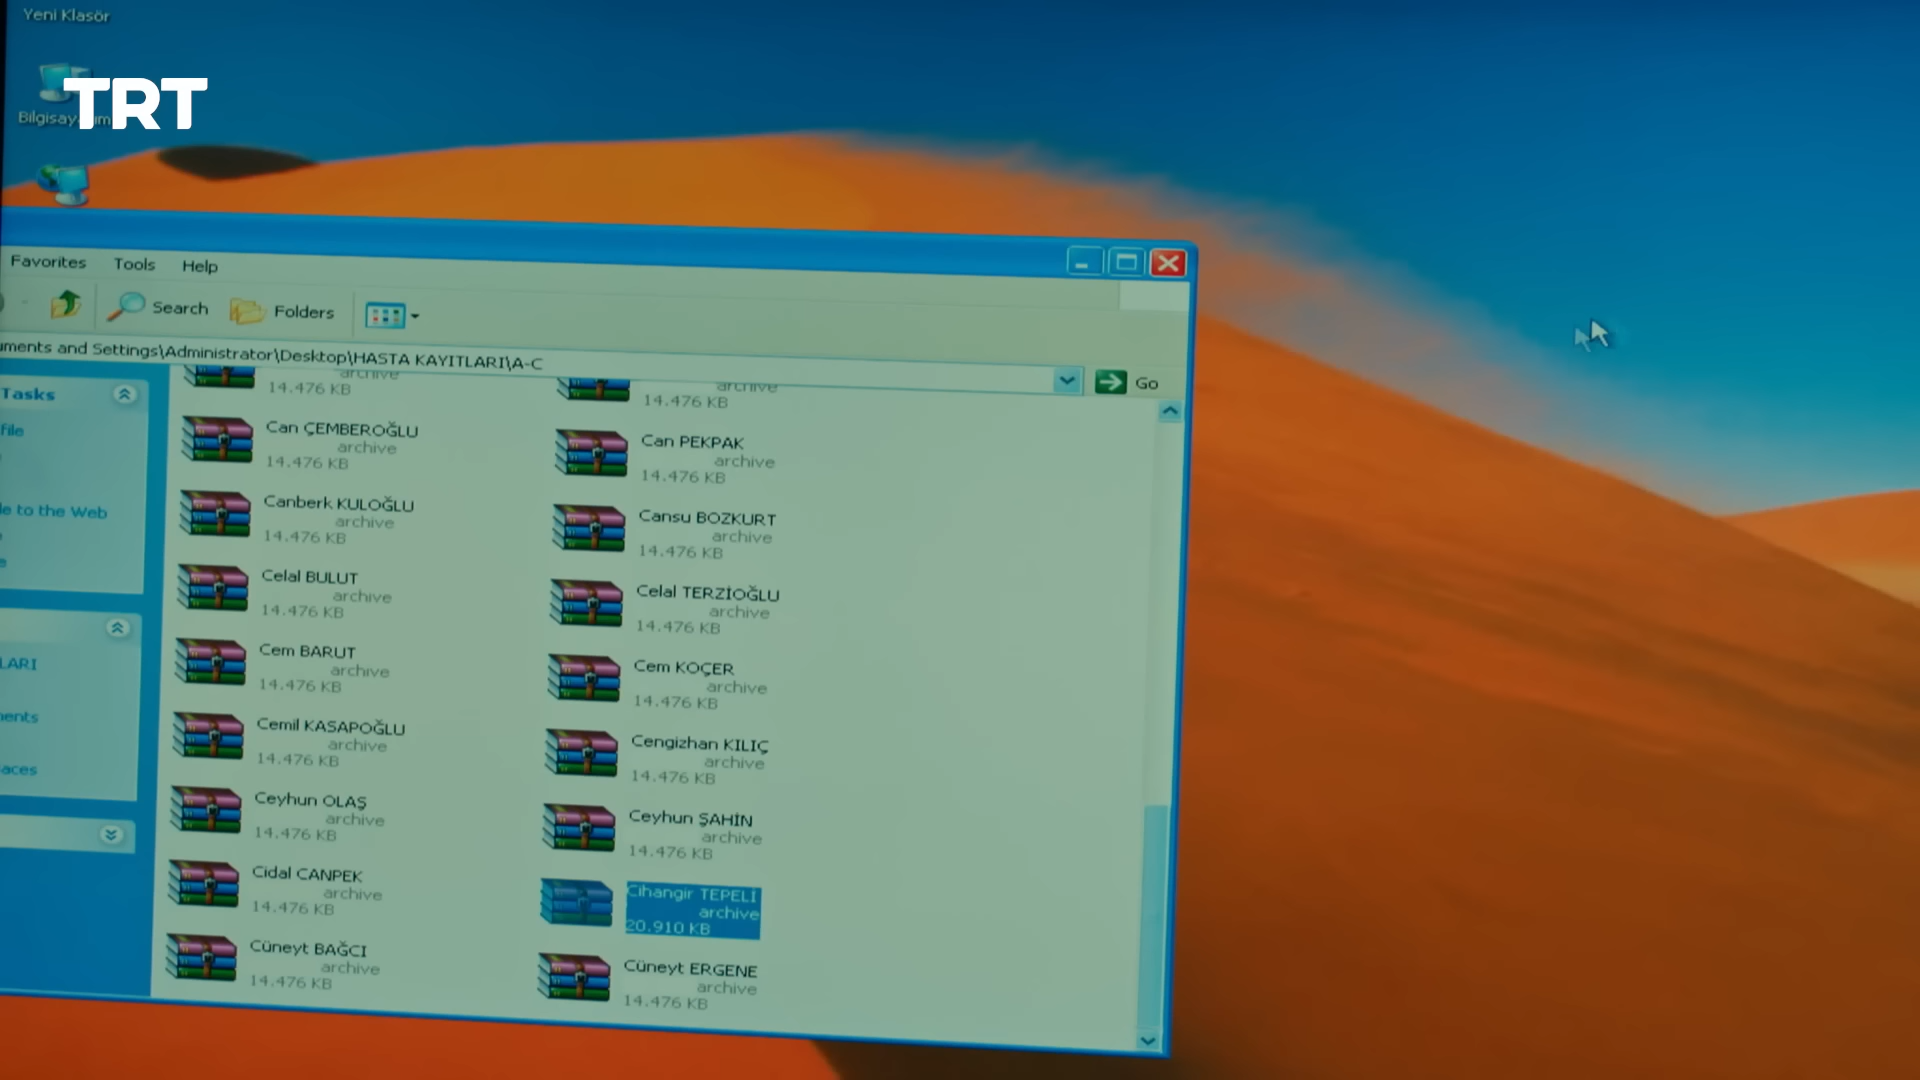 Yeni Klasör
TRT
Favorites Tools Help
Search Folders
Settings\Administrator\Desktop\HASTA KAYITLARI\A-C
Go
Tasks
file
to the Web
archive
14.476 KB
archive
14.476 KB
Can ÇEMBEROĞLU
archive
14.476 KB
Can PEKPAK
archive
14.476 KB
Canberk KULOĞLU
archive
14.476 KB
Cansu BOZKURT
archive
14.476 KB
Celal BULUT
archive
14.476 KB
Celal TERZİOĞLU
archive
14.476 KB
Cem BARUT
archive
14.476 KB
Cem KOÇER
archive
14.476 KB
Cemil KASAPOĞLU
archive
14.476 KB
Cengizhan KILIÇ
archive
14.476 KB
Ceyhun OLAŞ
archive
14.476 KB
Ceyhun ŞAHİN
archive
14.476 KB
Cidal CANPEK
archive
14.476 KB
Cihangir TEPELİ
archive
20.910 KB
Cüneyt BAĞCI
archive
14.476 KB
Cüneyt ERGENE
archive
14.476 KB